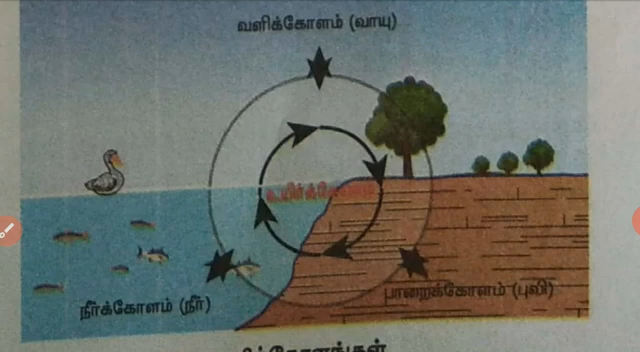 வளிக்கோளம் (வாயு)
உயிர்க்கோளம்
பாறைக்கோளம் (புவி)
நீர்க்கோளம் (நீர்)